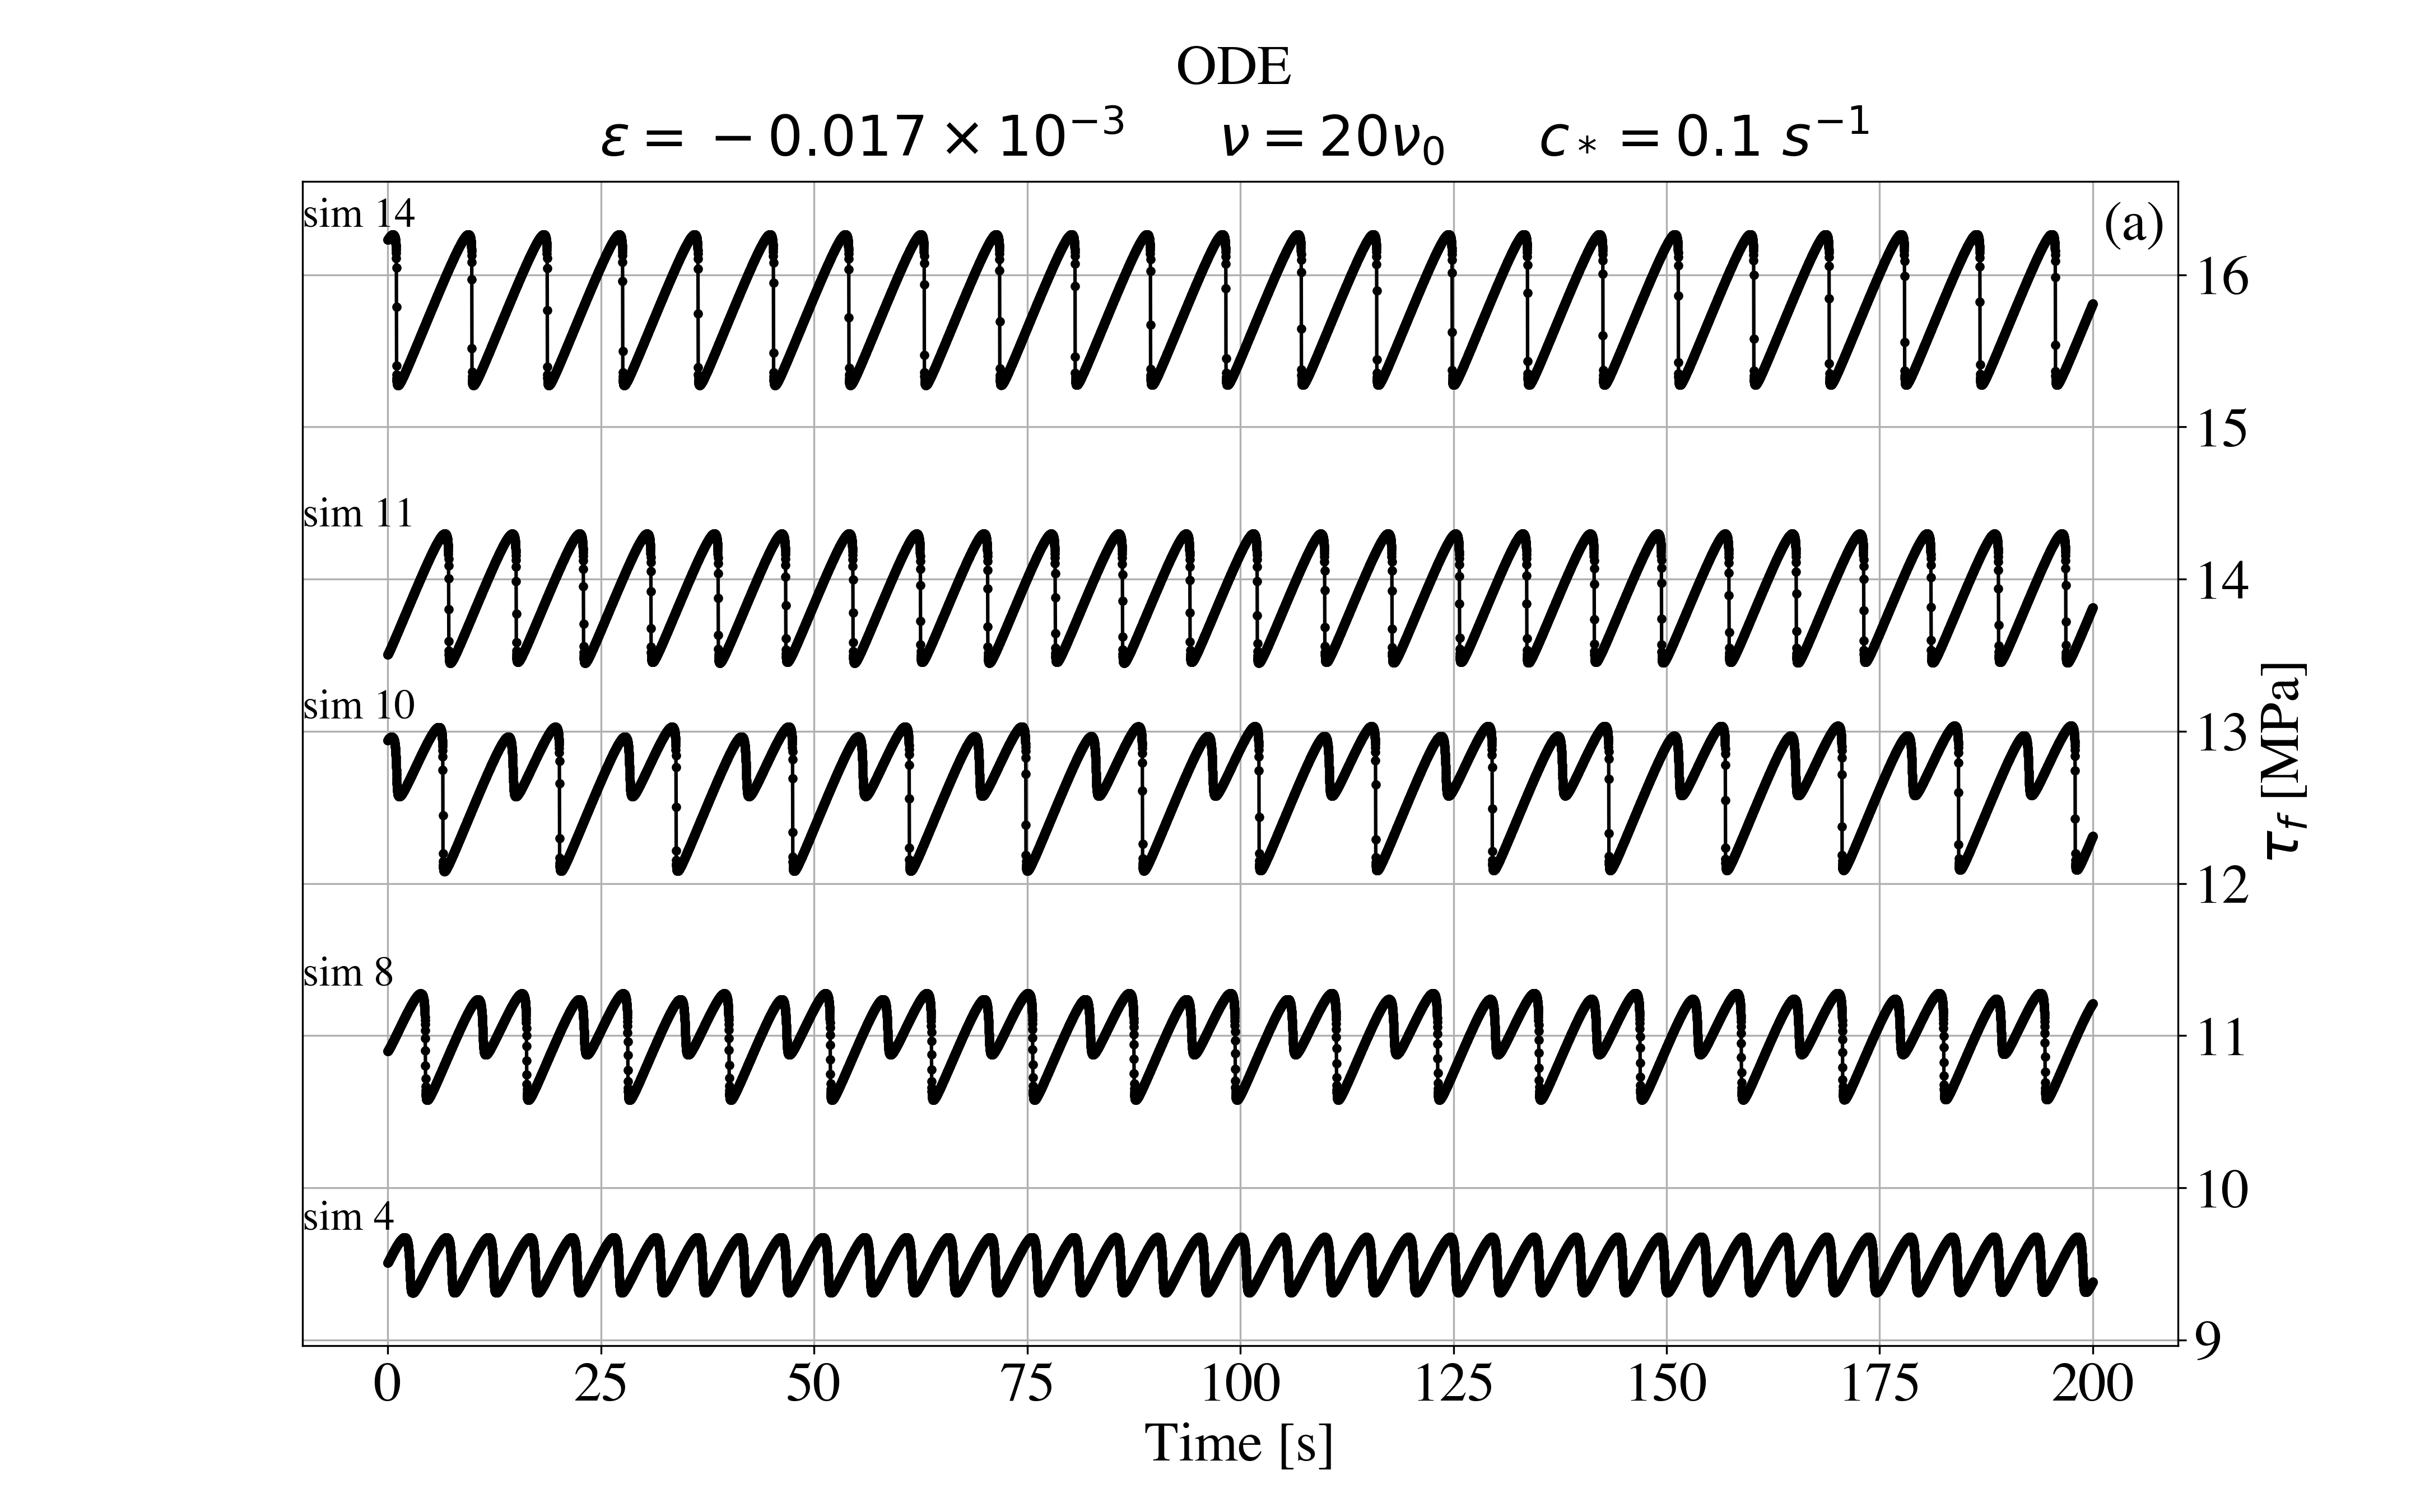 ODE
ε = − 0.017 × 10⁻³ ν = 20ν₀ c* = 0.1 s⁻¹
(a)
sim 14
sim 11
sim 10
sim 8
sim 4
16
15
14
13
12
11
10
9
τf [MPa]
0 25 50 75 100 125 150 175 200
Time [s]